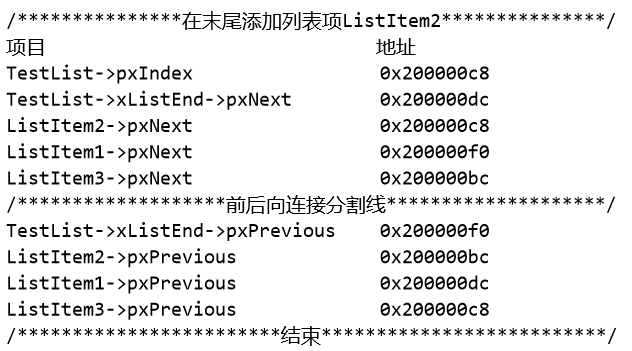 /***************在末尾添加列表项ListItem2***************/
项目 地址
TestList->pxIndex 0x200000c8
TestList->xListEnd->pxNext 0x200000dc
ListItem2->pxNext 0x200000c8
ListItem1->pxNext 0x200000f0
ListItem3->pxNext 0x200000bc
/*******************前后向连接分割线********************/
TestList->xListEnd->pxPrevious 0x200000f0
ListItem2->pxPrevious 0x200000bc
ListItem1->pxPrevious 0x200000dc
ListItem3->pxPrevious 0x200000c8
/************************结束**************************/